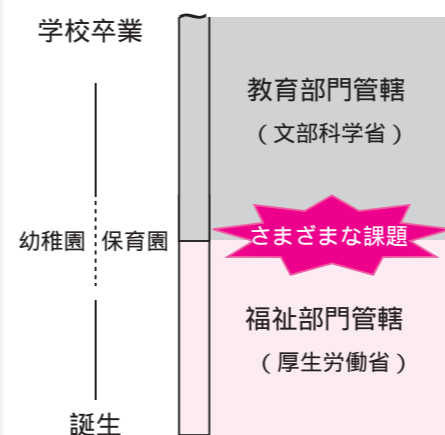 学校卒業
教育部門管轄
(文部科学省)
さまざまな課題
幼稚園 保育園
福祉部門管轄
(厚生労働省)
誕生